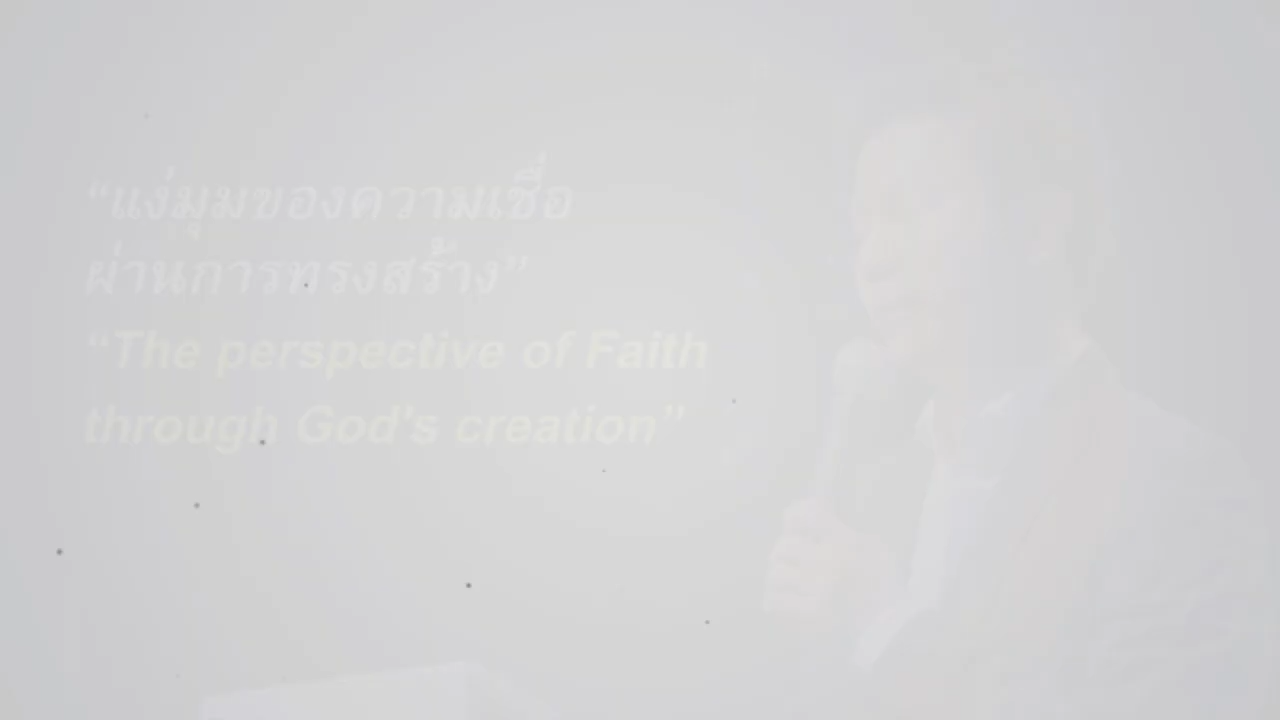 “แง่มุมของความเชื่อ
ผ่านการทรงสร้าง”
“The perspective of Faith
through God's creation”